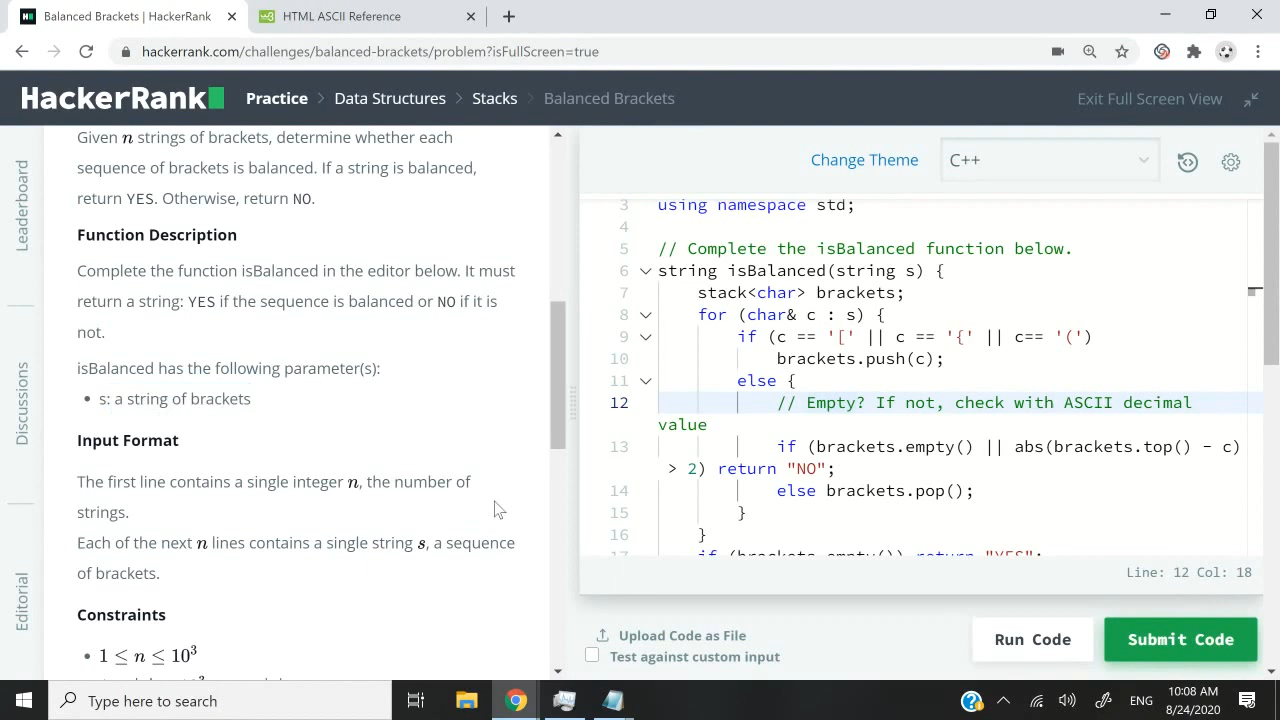 Balanced Brackets | HackerRank
HTML ASCII Reference
hackerrank.com/challenges/balanced-brackets/problem?isFullScreen=true
HackerRank
Practice > Data Structures > Stacks > Balanced Brackets
Exit Full Screen View
Leaderboard
Discussions
Editorial
Given n strings of brackets, determine whether each
sequence of brackets is balanced. If a string is balanced,
return YES. Otherwise, return NO.
Function Description
Complete the function isBalanced in the editor below. It must
return a string: YES if the sequence is balanced or NO if it is
not.
isBalanced has the following parameter(s):
• s: a string of brackets
Input Format
The first line contains a single integer n, the number of
strings.
Each of the next n lines contains a single string s, a sequence
of brackets.
Constraints
• 1 ≤ n ≤ 10³
Change Theme
C++
3 using namespace std;
4
5 // Complete the isBalanced function below.
6 string isBalanced(string s) {
7 stack<char> brackets;
8 for (char& c : s) {
9 if (c == '[' || c == '{' || c== '(')
10 brackets.push(c);
11 else {
12 // Empty? If not, check with ASCII decimal
value
13 if (brackets.empty() || abs(brackets.top() - c)
> 2) return "NO";
14 else brackets.pop();
15 }
16 }
17 if (brackets.empty()) return "YES";
Line: 12 Col: 18
Upload Code as File
Test against custom input
Run Code
Submit Code
Type here to search
ENG
10:08 AM
8/24/2020